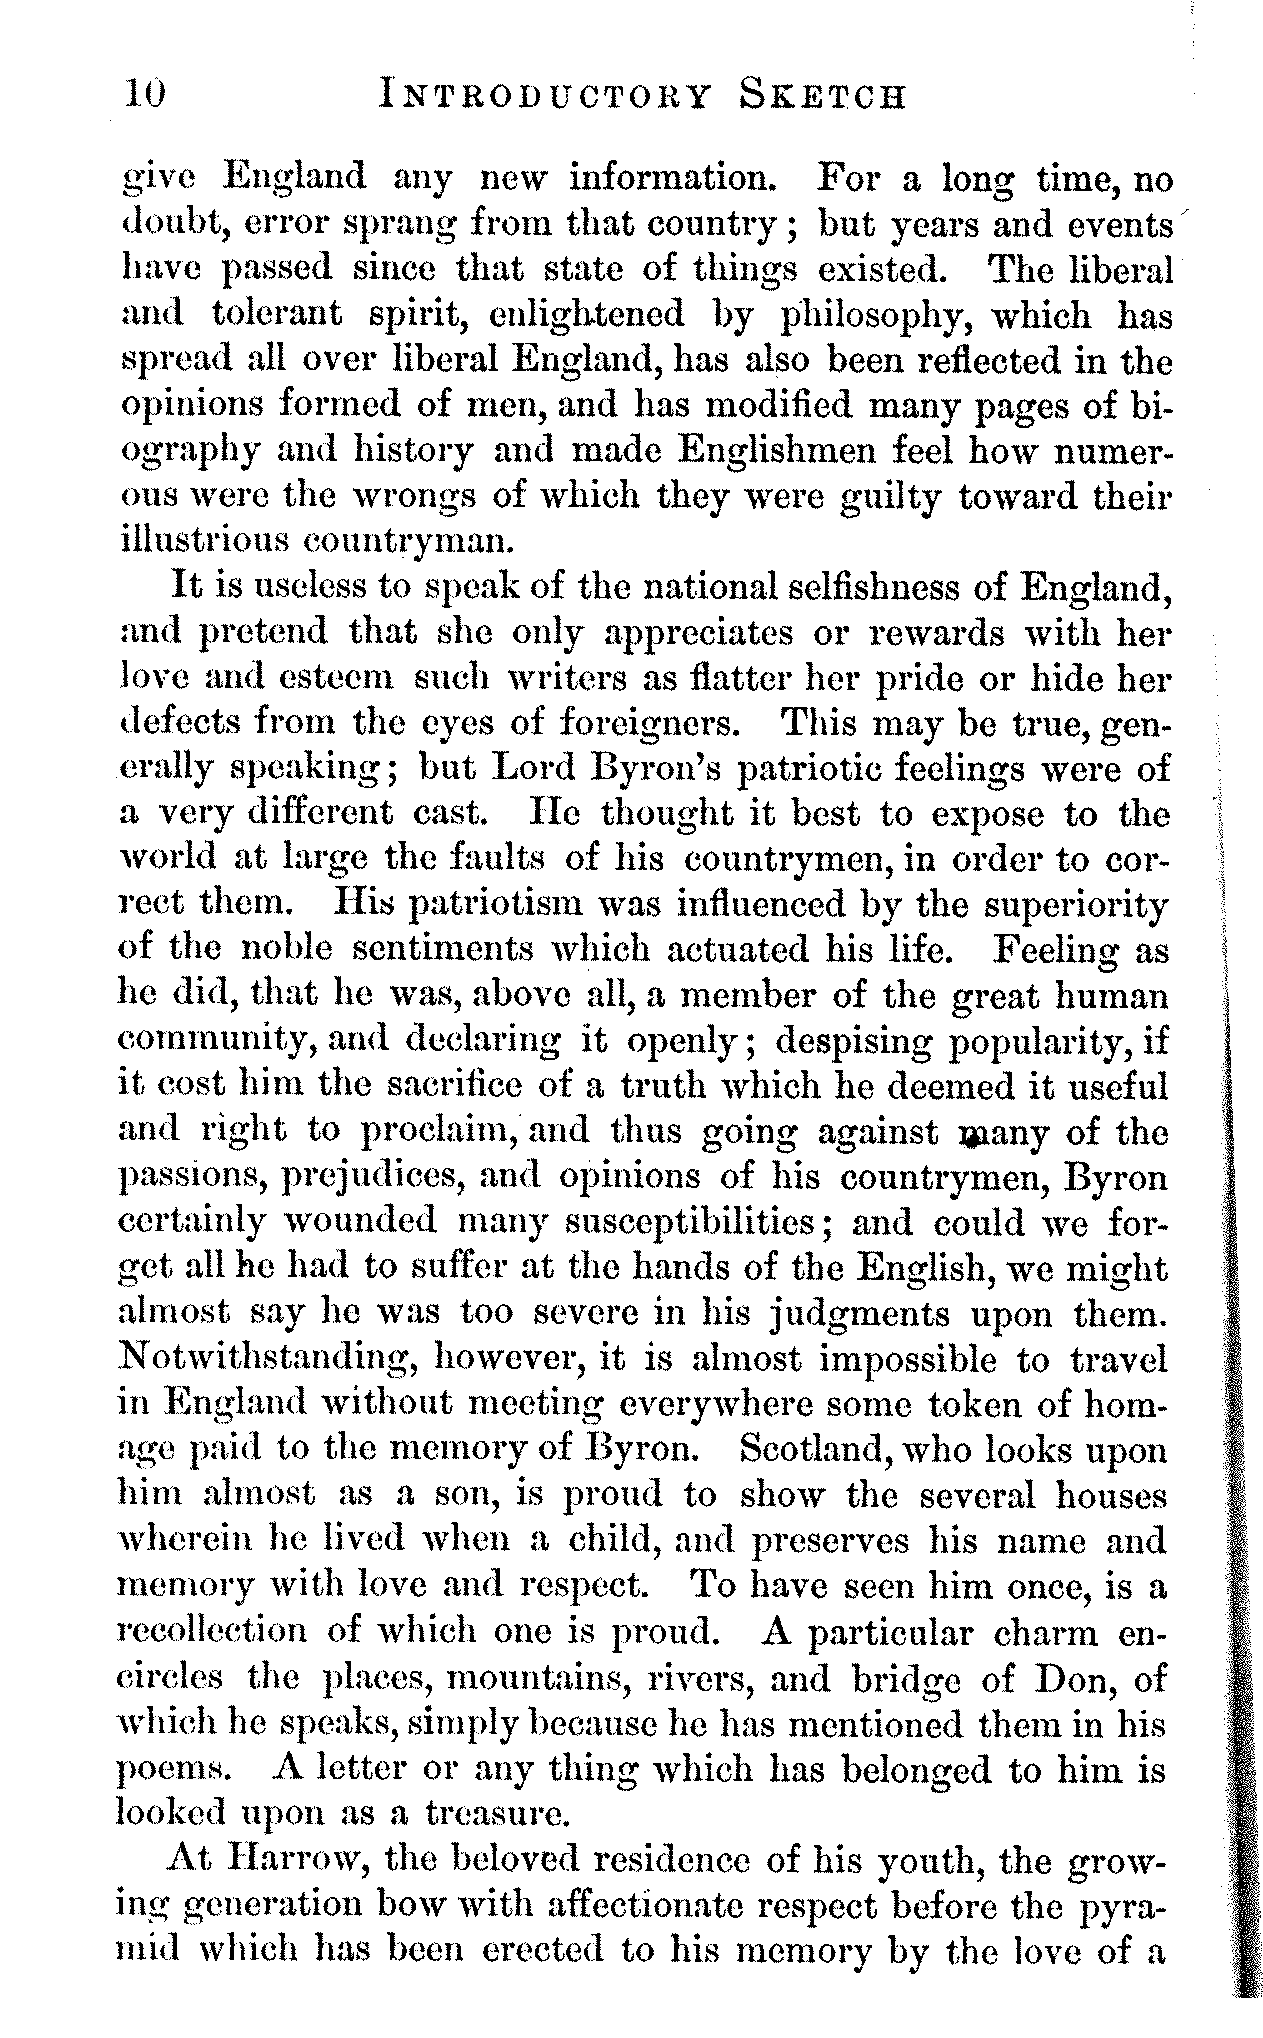 10 INTRODUCTORY SKETCH
give England any new information. For a long time, no
doubt, error sprang from that country; but years and events
have passed since that state of things existed. The liberal
and tolerant spirit, enlightened by philosophy, which has
spread all over liberal England, has also been reflected in the
opinions formed of men, and has modified many pages of bi-
ography and history and made Englishmen feel how numer-
ous were the wrongs of which they were guilty toward their
illustrious countryman.
It is useless to speak of the national selfishness of England,
and pretend that she only appreciates or rewards with her
love and esteem such writers as flatter her pride or hide her
defects from the eyes of foreigners. This may be true, gen-
erally speaking; but Lord Byron's patriotic feelings were of
a very different cast. He thought it best to expose to the
world at large the faults of his countrymen, in order to cor-
rect them. His patriotism was influenced by the superiority
of the noble sentiments which actuated his life. Feeling as
he did, that he was, above all, a member of the great human
community, and declaring it openly; despising popularity, if
it cost him the sacrifice of a truth which he deemed it useful
and right to proclaim, and thus going against many of the
passions, prejudices, and opinions of his countrymen, Byron
certainly wounded many susceptibilities; and could we for-
get all he had to suffer at the hands of the English, we might
almost say he was too severe in his judgments upon them.
Notwithstanding, however, it is almost impossible to travel
in England without meeting everywhere some token of hom-
age paid to the memory of Byron. Scotland, who looks upon
him almost as a son, is proud to show the several houses
wherein he lived when a child, and preserves his name and
memory with love and respect. To have seen him once, is a
recollection of which one is proud. A particular charm en-
circles the places, mountains, rivers, and bridge of Don, of
which he speaks, simply because he has mentioned them in his
poems. A letter or any thing which has belonged to him is
looked upon as a treasure.
At Harrow, the beloved residence of his youth, the grow-
ing generation bow with affectionate respect before the pyra-
mid which has been erected to his memory by the love of a